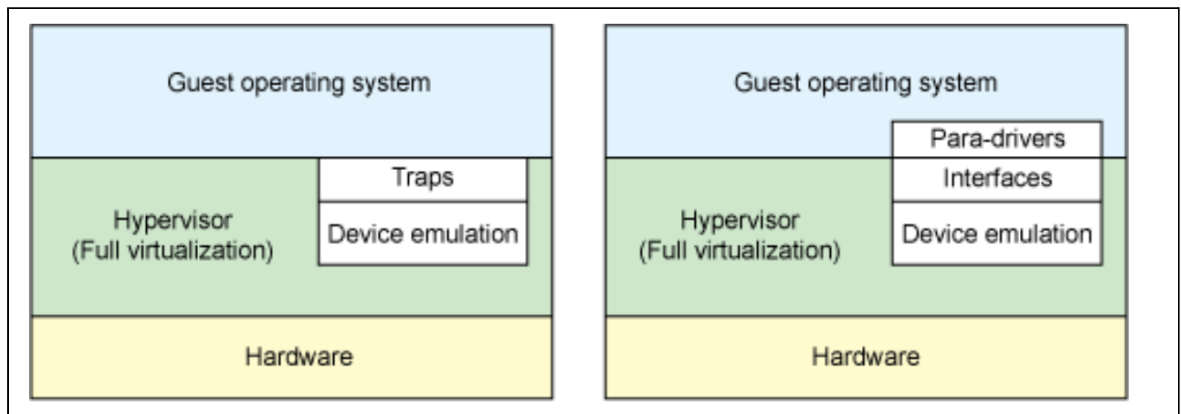 Guest operating system
Traps
Hypervisor
(Full virtualization)
Device emulation
Hardware
Guest operating system
Para-drivers
Interfaces
Hypervisor
(Full virtualization)
Device emulation
Hardware